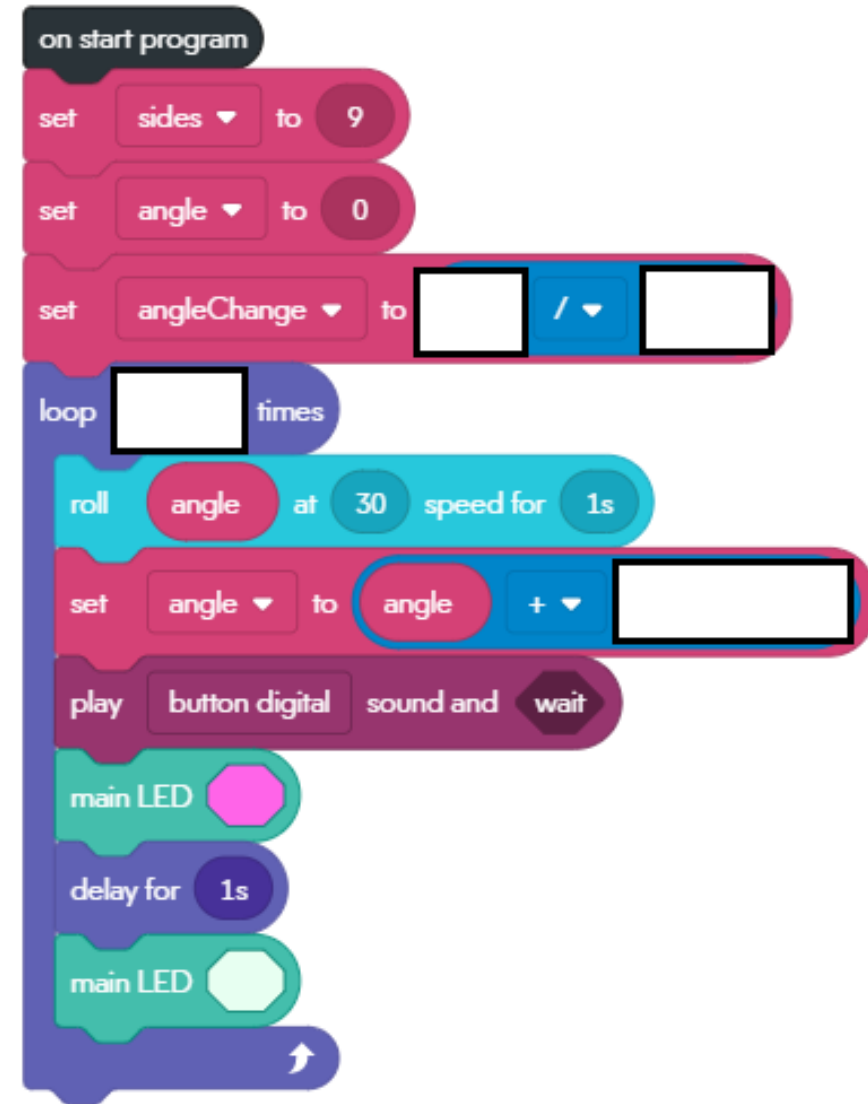 on start program
set sides to 9
set angle to 0
set angleChange to /
loop times
roll angle at 30 speed for 1s
set angle to angle +
play button digital sound and wait
main LED
delay for 1s
main LED